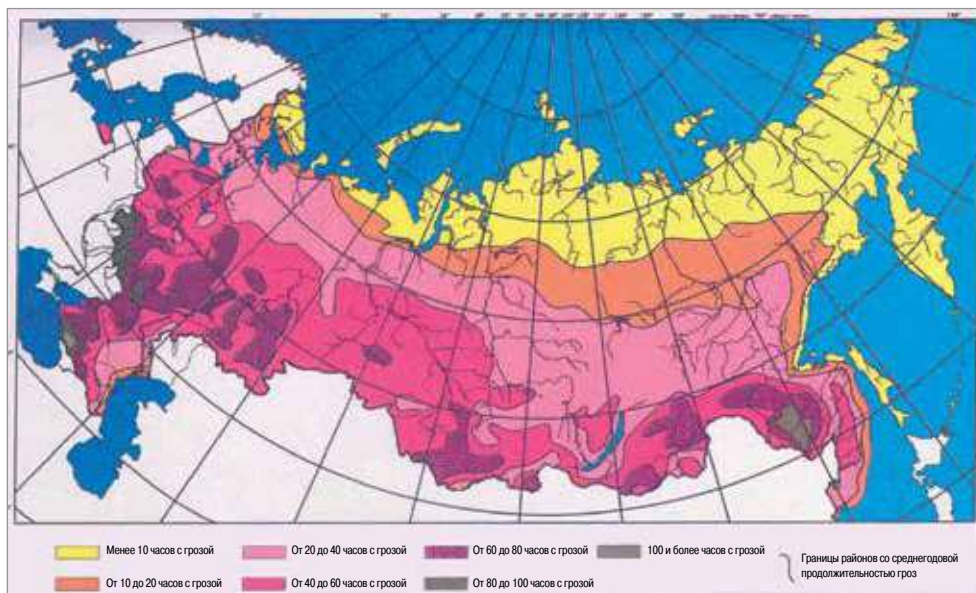 Менее 10 часов с грозой
От 20 до 40 часов с грозой
От 60 до 80 часов с грозой
100 и более часов с грозой
Границы районов со среднегодовой
продолжительностью гроз
От 10 до 20 часов с грозой
От 40 до 60 часов с грозой
От 80 до 100 часов с грозой